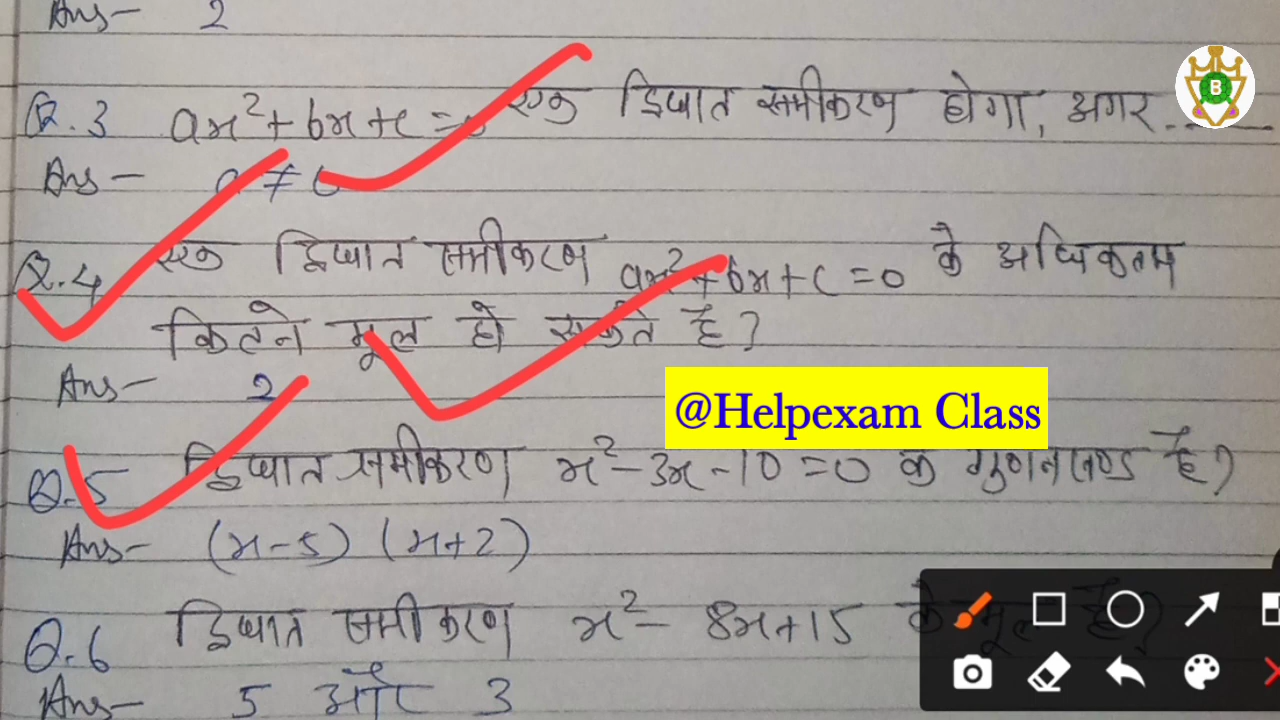 Ans- 2
Q.3 ax²+bx+c=0 एक द्विघात समीकरण होगा, अगर ----
Ans- a ≠ 0
Q.4 एक द्विघात समीकरण ax²+bx+c=0 के अधिकतम
कितने मूल हो सकते है?
Ans- 2
@Helpexam Class
Q.5 द्विघात समीकरण x²-3x-10=0 के गुणनखण्ड है?
Ans- (x-5) (x+2)
Q.6 द्विघात समीकरण x²- 8x+15 के मूल है?
Ans- 5 और 3
B